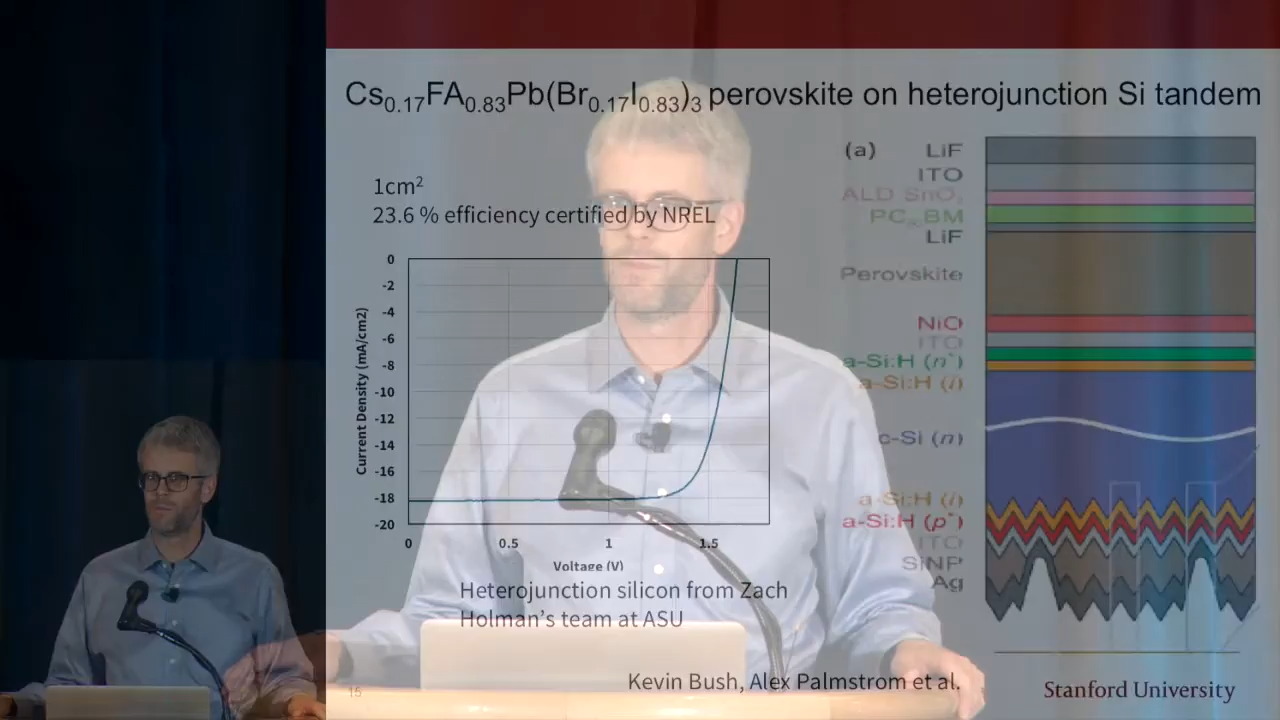 Cs0.17FA0.83Pb(Br0.17I0.83)3 perovskite on heterojunction Si tandem
1cm2
23.6 % efficiency certified by NREL
0
-2
-4
-6
-8
-10
-12
-14
-16
-18
-20
Current Density (mA/cm2)
0
0.5
1
1.5
Voltage (V)
Heterojunction silicon from Zach
Holman's team at ASU
Kevin Bush, Alex Palmstrom et al.
(a)
LiF
ITO
ALD SnO2
PC60BM
LiF
Perovskite
NiO
ITO
a-Si:H (n+)
a-Si:H (i)
c-Si (n)
a-Si:H (i)
a-Si:H (p+)
ITO
SiNP
Ag
15
Stanford University